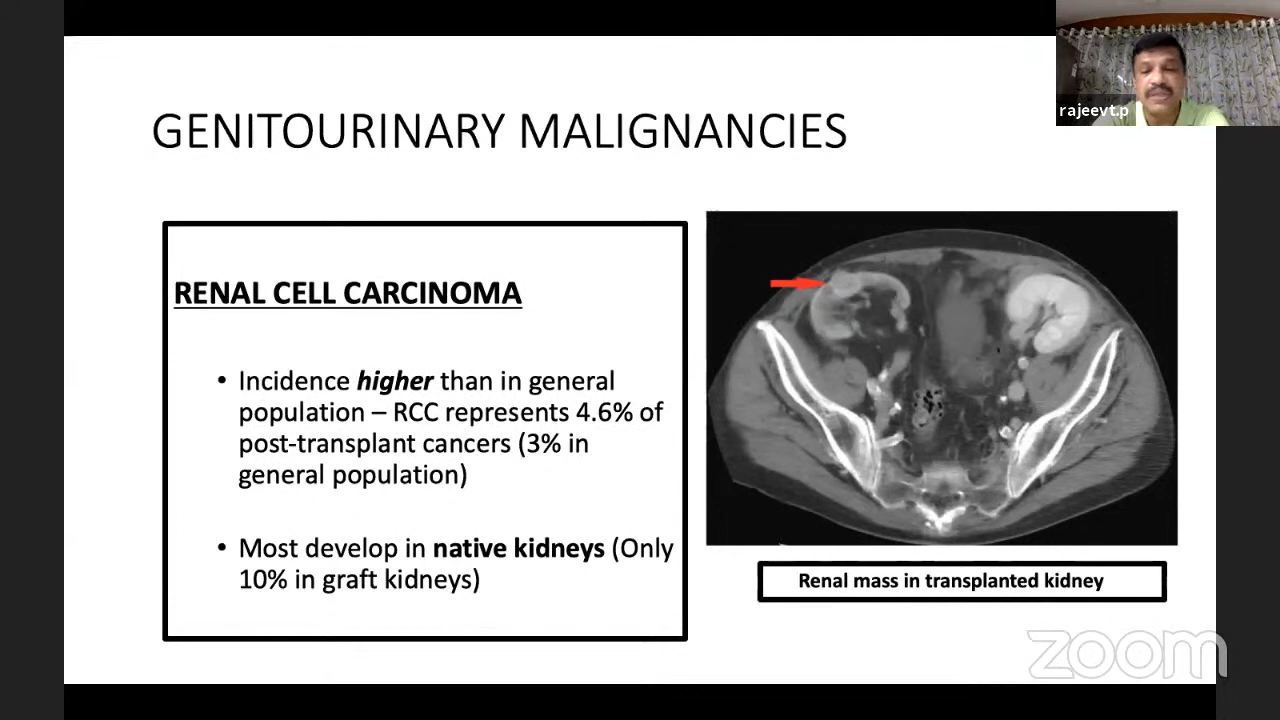 rajeevt.p
GENITOURINARY MALIGNANCIES
RENAL CELL CARCINOMA
• Incidence higher than in general
population – RCC represents 4.6% of
post-transplant cancers (3% in
general population)
• Most develop in native kidneys (Only
10% in graft kidneys)
Renal mass in transplanted kidney
zoom